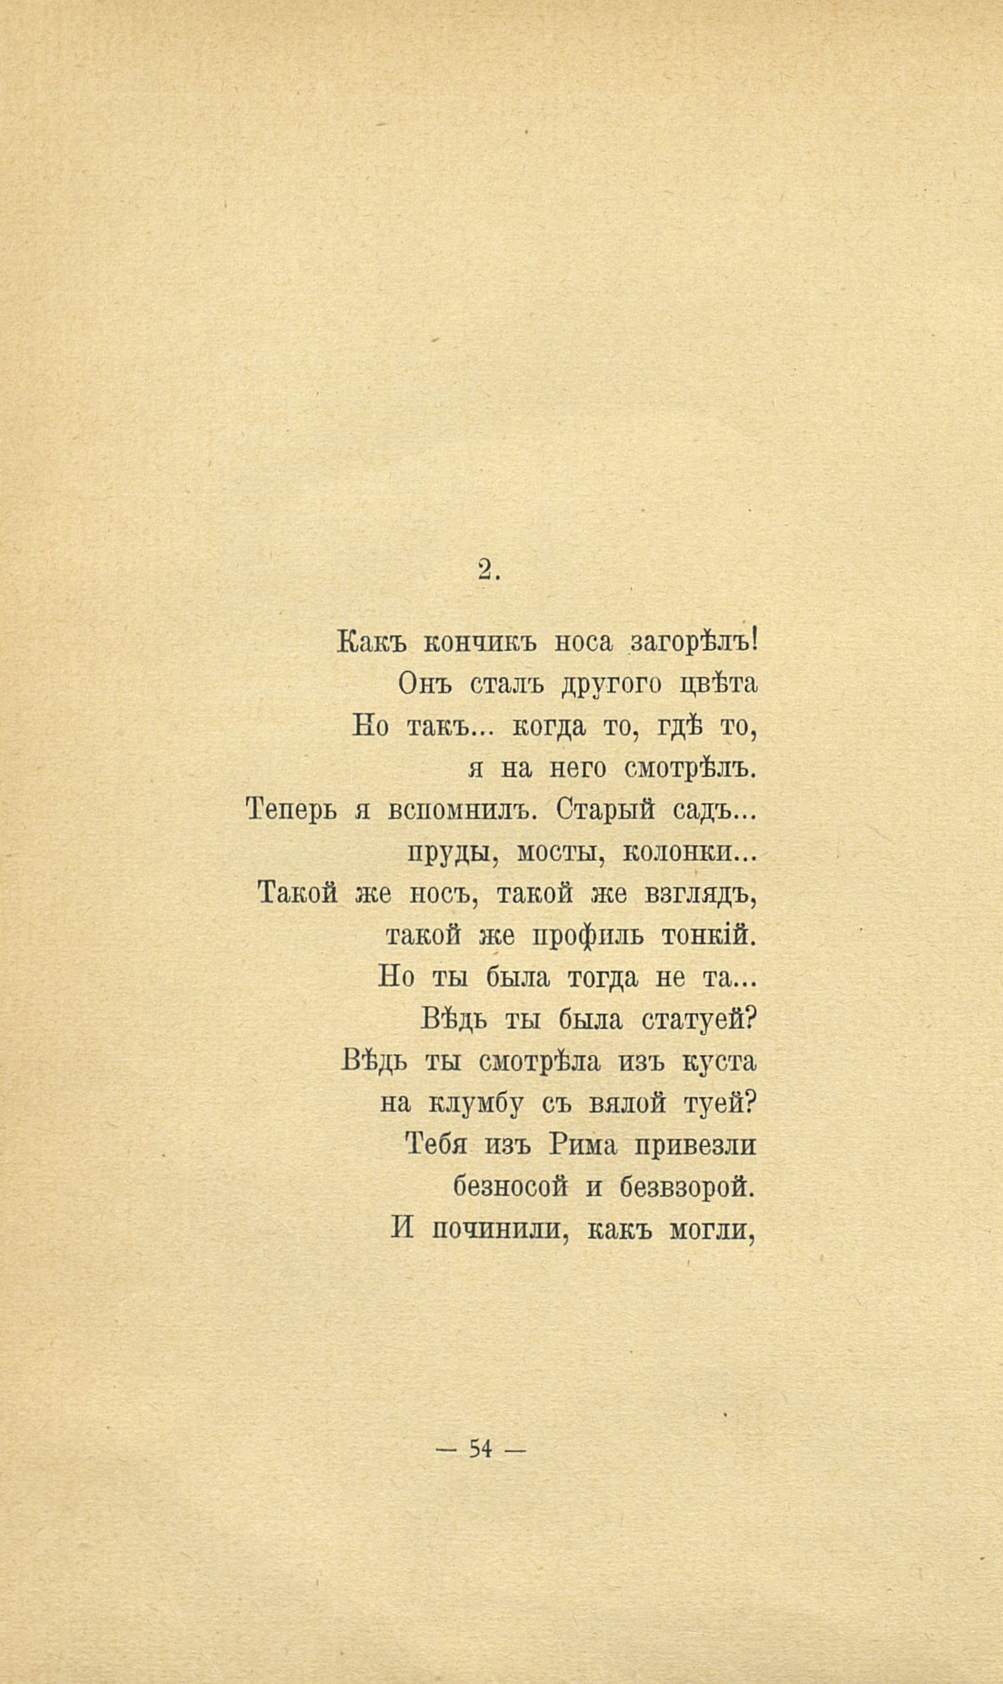 2.
Какъ кончикъ носа загорѣлъ!
Онъ сталъ другого цвѣта
Но такъ... когда то, гдѣ то,
я на него смотрѣлъ.
Теперь я вспомнилъ. Старый садъ...
пруды, мосты, колонки...
Такой же носъ, такой же взглядъ,
такой же профиль тонкій.
Но ты была тогда не та...
Вѣдь ты была статуей?
Вѣдь ты смотрѣла изъ куста
на клумбу съ вялой туей?
Тебя изъ Рима привезли
безносой и безвзорой.
И починили, какъ могли,
— 54 —